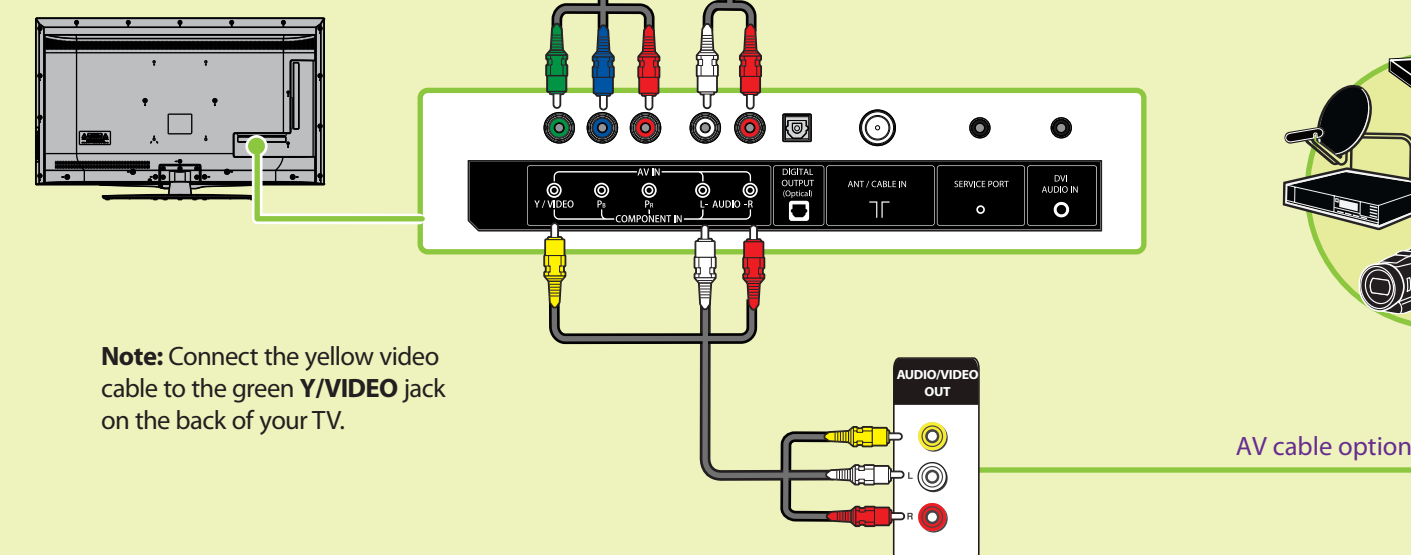 AV IN
Y / VIDEO PB PR L- AUDIO -R
COMPONENT IN
DIGITAL
OUTPUT
(Optical)
ANT / CABLE IN
SERVICE PORT
DVI
AUDIO IN
Note: Connect the yellow video
cable to the green Y/VIDEO jack
on the back of your TV.
AUDIO/VIDEO
OUT
L
R
AV cable option